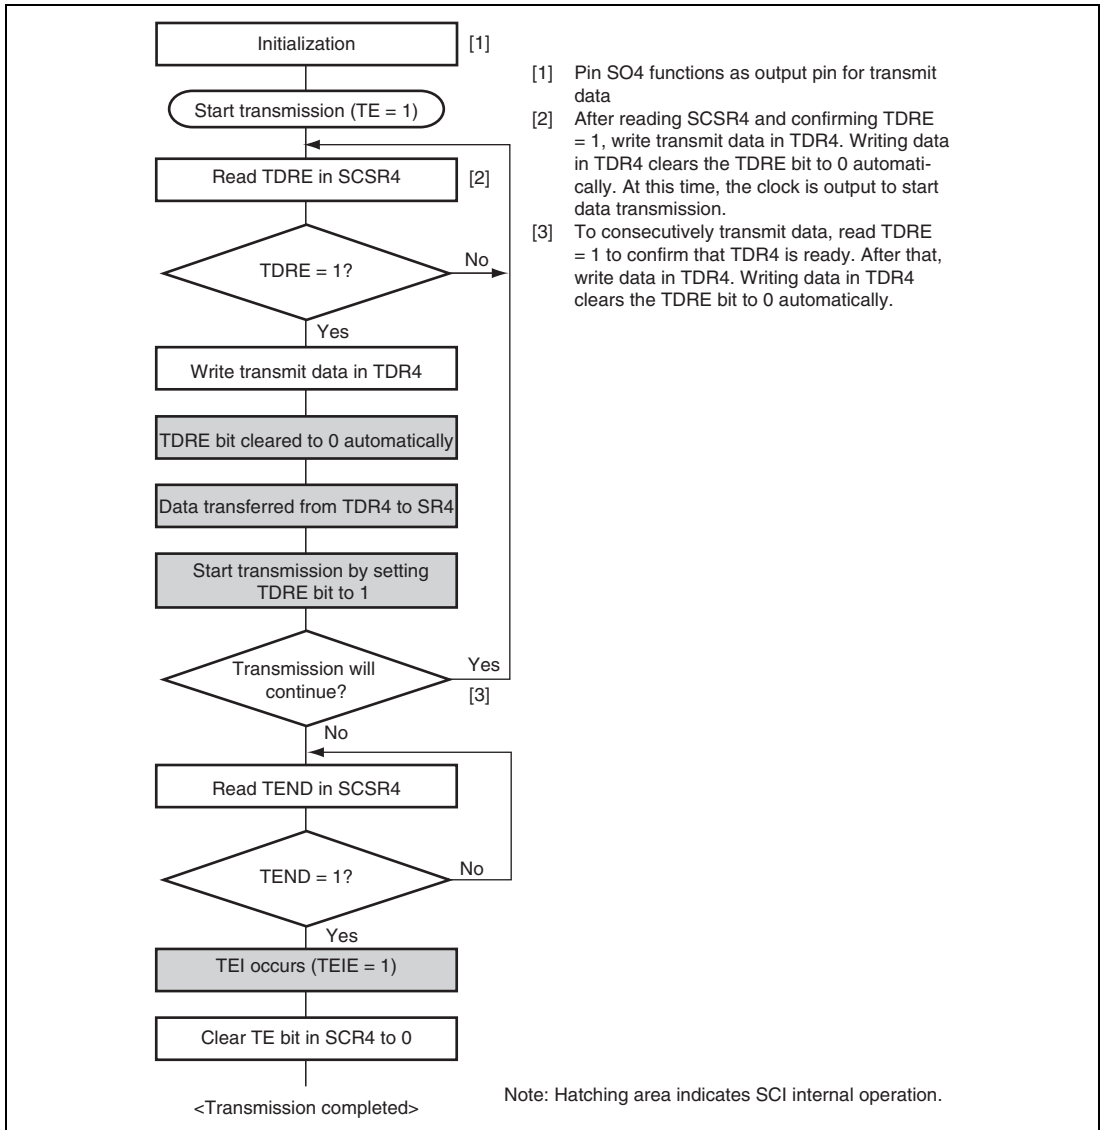 Initialization
[1]
Start transmission (TE = 1)
Read TDRE in SCSR4
[2]
TDRE = 1?
No
Yes
Write transmit data in TDR4
TDRE bit cleared to 0 automatically
Data transferred from TDR4 to SR4
Start transmission by setting
TDRE bit to 1
Transmission will
continue?
Yes
[3]
No
Read TEND in SCSR4
TEND = 1?
No
Yes
TEI occurs (TEIE = 1)
Clear TE bit in SCR4 to 0
<Transmission completed>
[1] Pin SO4 functions as output pin for transmit
data
[2] After reading SCSR4 and confirming TDRE
= 1, write transmit data in TDR4. Writing data
in TDR4 clears the TDRE bit to 0 automati-
cally. At this time, the clock is output to start
data transmission.
[3] To consecutively transmit data, read TDRE
= 1 to confirm that TDR4 is ready. After that,
write data in TDR4. Writing data in TDR4
clears the TDRE bit to 0 automatically.
Note: Hatching area indicates SCI internal operation.